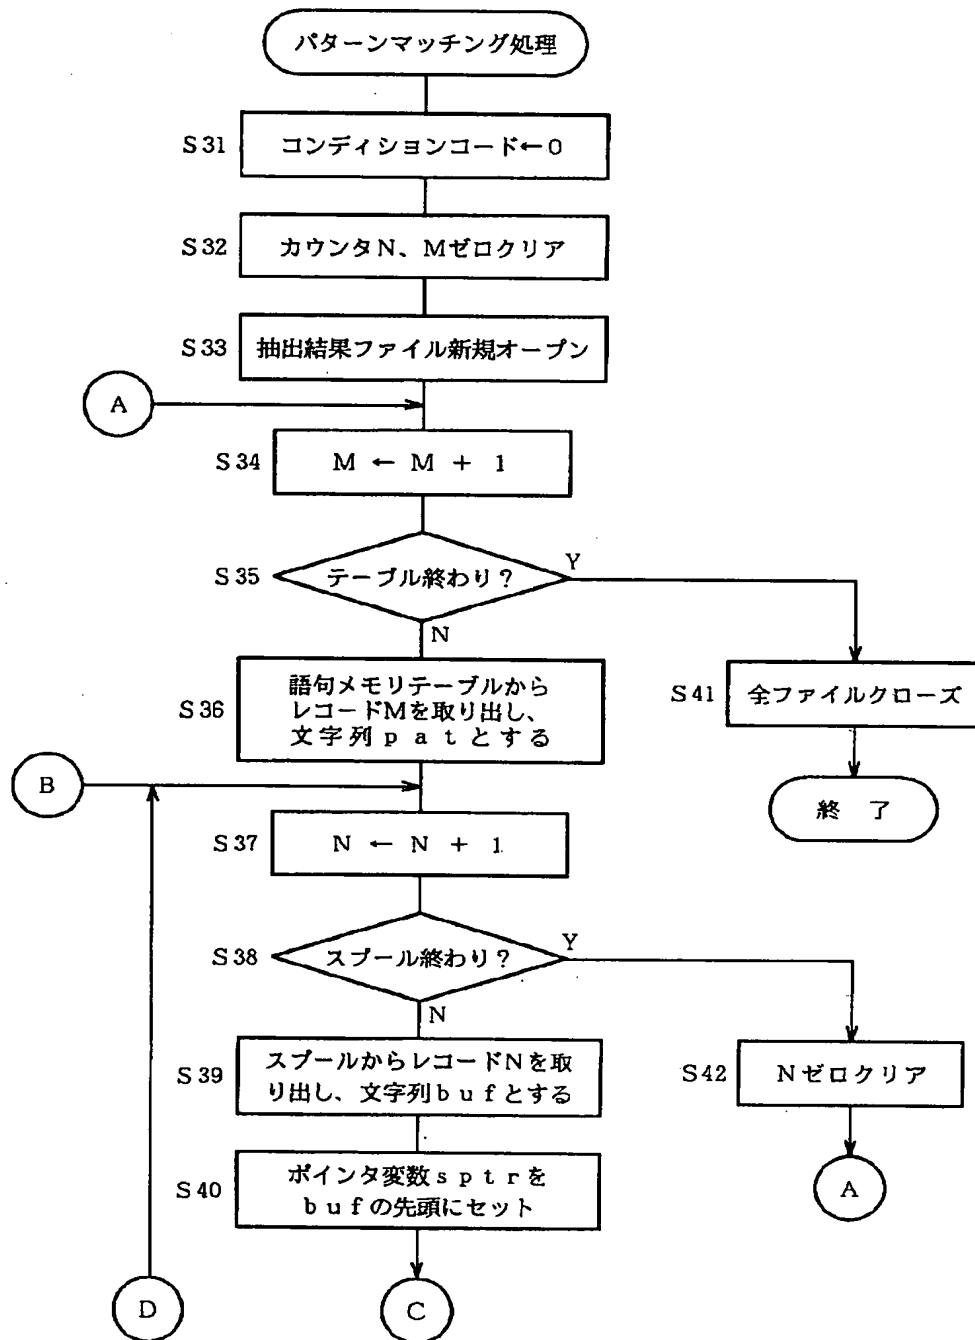 パターンマッチング処理
S31
コンディションコード←0
S32
カウンタN、Mゼロクリア
S33
抽出結果ファイル新規オープン
A
S34
M ← M + 1
S35
テーブル終わり?
Y
N
S36
語句メモリテーブルから
レコードMを取り出し、
文字列patとする
S41
全ファイルクローズ
B
終 了
S37
N ← N + 1
S38
スプール終わり?
Y
N
S39
スプールからレコードNを取
り出し、文字列bufとする
S42
Nゼロクリア
S40
ポインタ変数sptrを
bufの先頭にセット
A
D
C